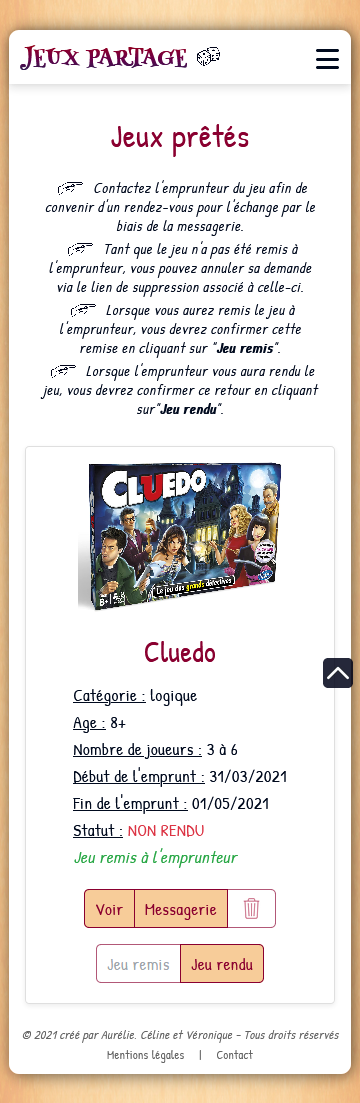 JEUX PARTAGE
Jeux prêtés
Contactez l'emprunteur du jeu afin de
convenir d'un rendez-vous pour l'échange par le
biais de la messagerie.
Tant que le jeu n'a pas été remis à
l'emprunteur, vous pouvez annuler sa demande
via le lien de suppression associé à celle-ci.
Lorsque vous aurez remis le jeu à
l'emprunteur, vous devrez confirmer cette
remise en cliquant sur "Jeu remis".
Lorsque l'emprunteur vous aura rendu le
jeu, vous devrez confirmer ce retour en cliquant
sur"Jeu rendu".
CLUEDO
Le jeu des grands détectives
8+
Cluedo
Catégorie : logique
Age : 8+
Nombre de joueurs : 3 à 6
Début de l'emprunt : 31/03/2021
Fin de l'emprunt : 01/05/2021
Statut : NON RENDU
Jeu remis à l'emprunteur
Voir Messagerie
Jeu remis Jeu rendu
© 2021 créé par Aurélie. Céline et Véronique - Tous droits réservés
Mentions légales | Contact